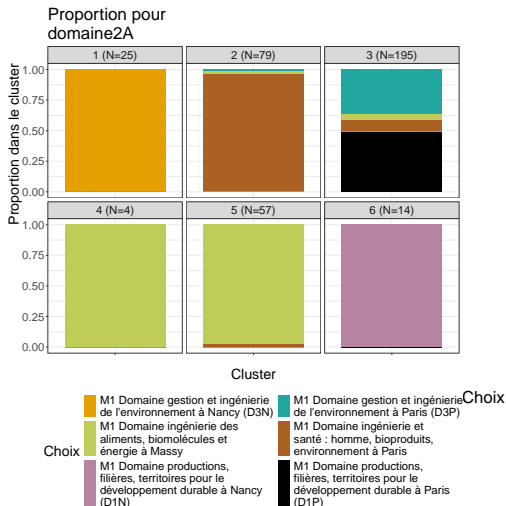 Proportion pour
domaine2A
1 (N=25)
2 (N=79)
3 (N=195)
1.00
0.75
0.50
0.25
0.00
4 (N=4)
5 (N=57)
6 (N=14)
1.00
0.75
0.50
0.25
0.00
Proportion dans le cluster
Cluster
Choix
M1 Domaine gestion et ingénierie
de l'environnement à Nancy (D3N)
M1 Domaine ingénierie des
aliments, biomolécules et
énergie à Massy
M1 Domaine productions,
filières, territoires pour le
développement durable à Nancy
(D1N)
M1 Domaine gestion et ingénierie
de l'environnement à Paris (D3P)
M1 Domaine ingénierie et
santé : homme, bioproduits,
environnement à Paris
M1 Domaine productions,
filières, territoires pour le
développement durable à Paris
(D1P)
Choix